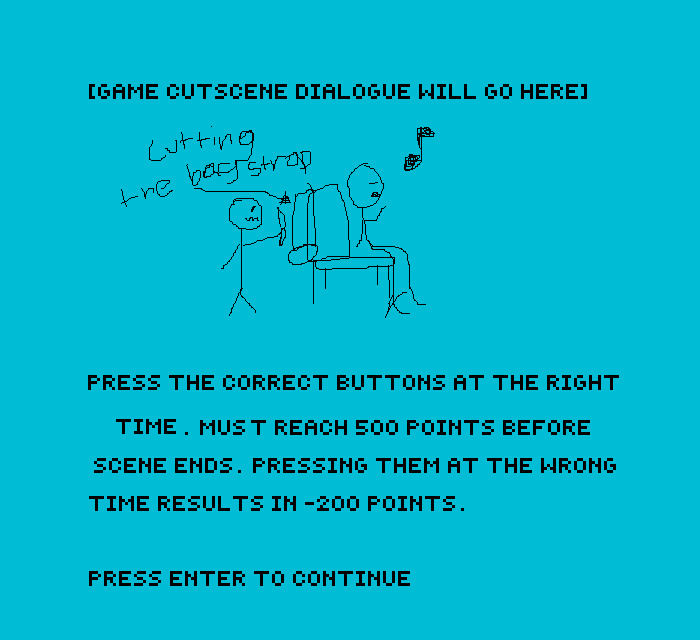 [GAME CUTSCENE DIALOGUE WILL GO HERE]
Cutting
the bagstrap
PRESS THE CORRECT BUTTONS AT THE RIGHT
TIME. MUST REACH 500 POINTS BEFORE
SCENE ENDS. PRESSING THEM AT THE WRONG
TIME RESULTS IN -200 POINTS.
PRESS ENTER TO CONTINUE